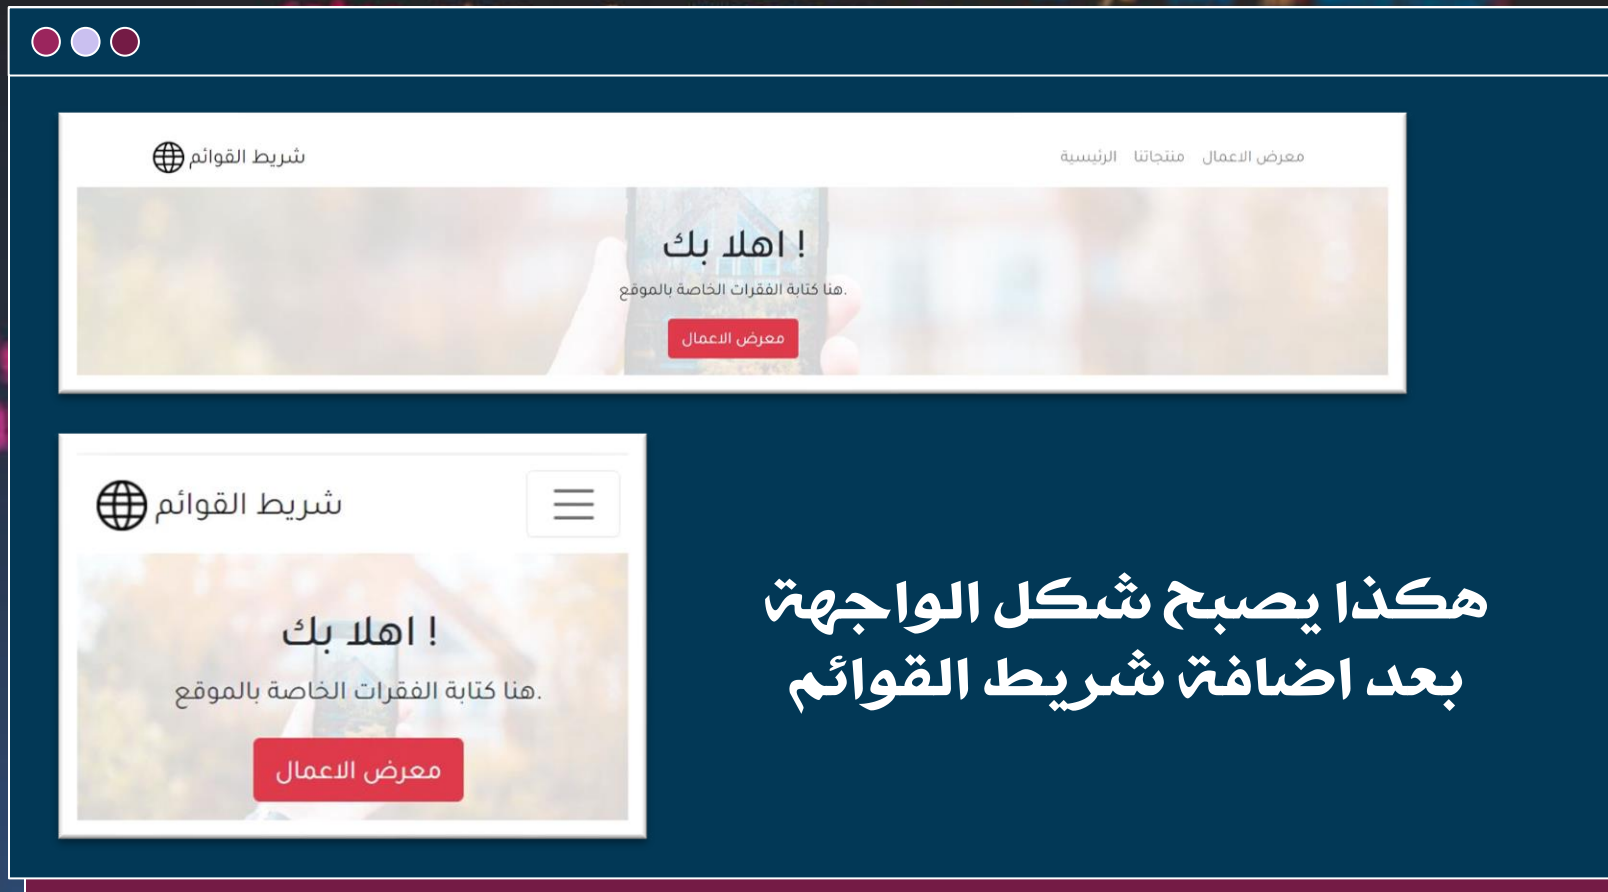 شريط القوائم
الرئيسية منتجاتنا معرض الاعمال
! اهلا بك
.هنا كتابة الفقرات الخاصة بالموقع
معرض الاعمال
شريط القوائم
! اهلا بك
.هنا كتابة الفقرات الخاصة بالموقع
معرض الاعمال
هكذا يصبح شكل الواجهة
بعد اضافة شريط القوائم